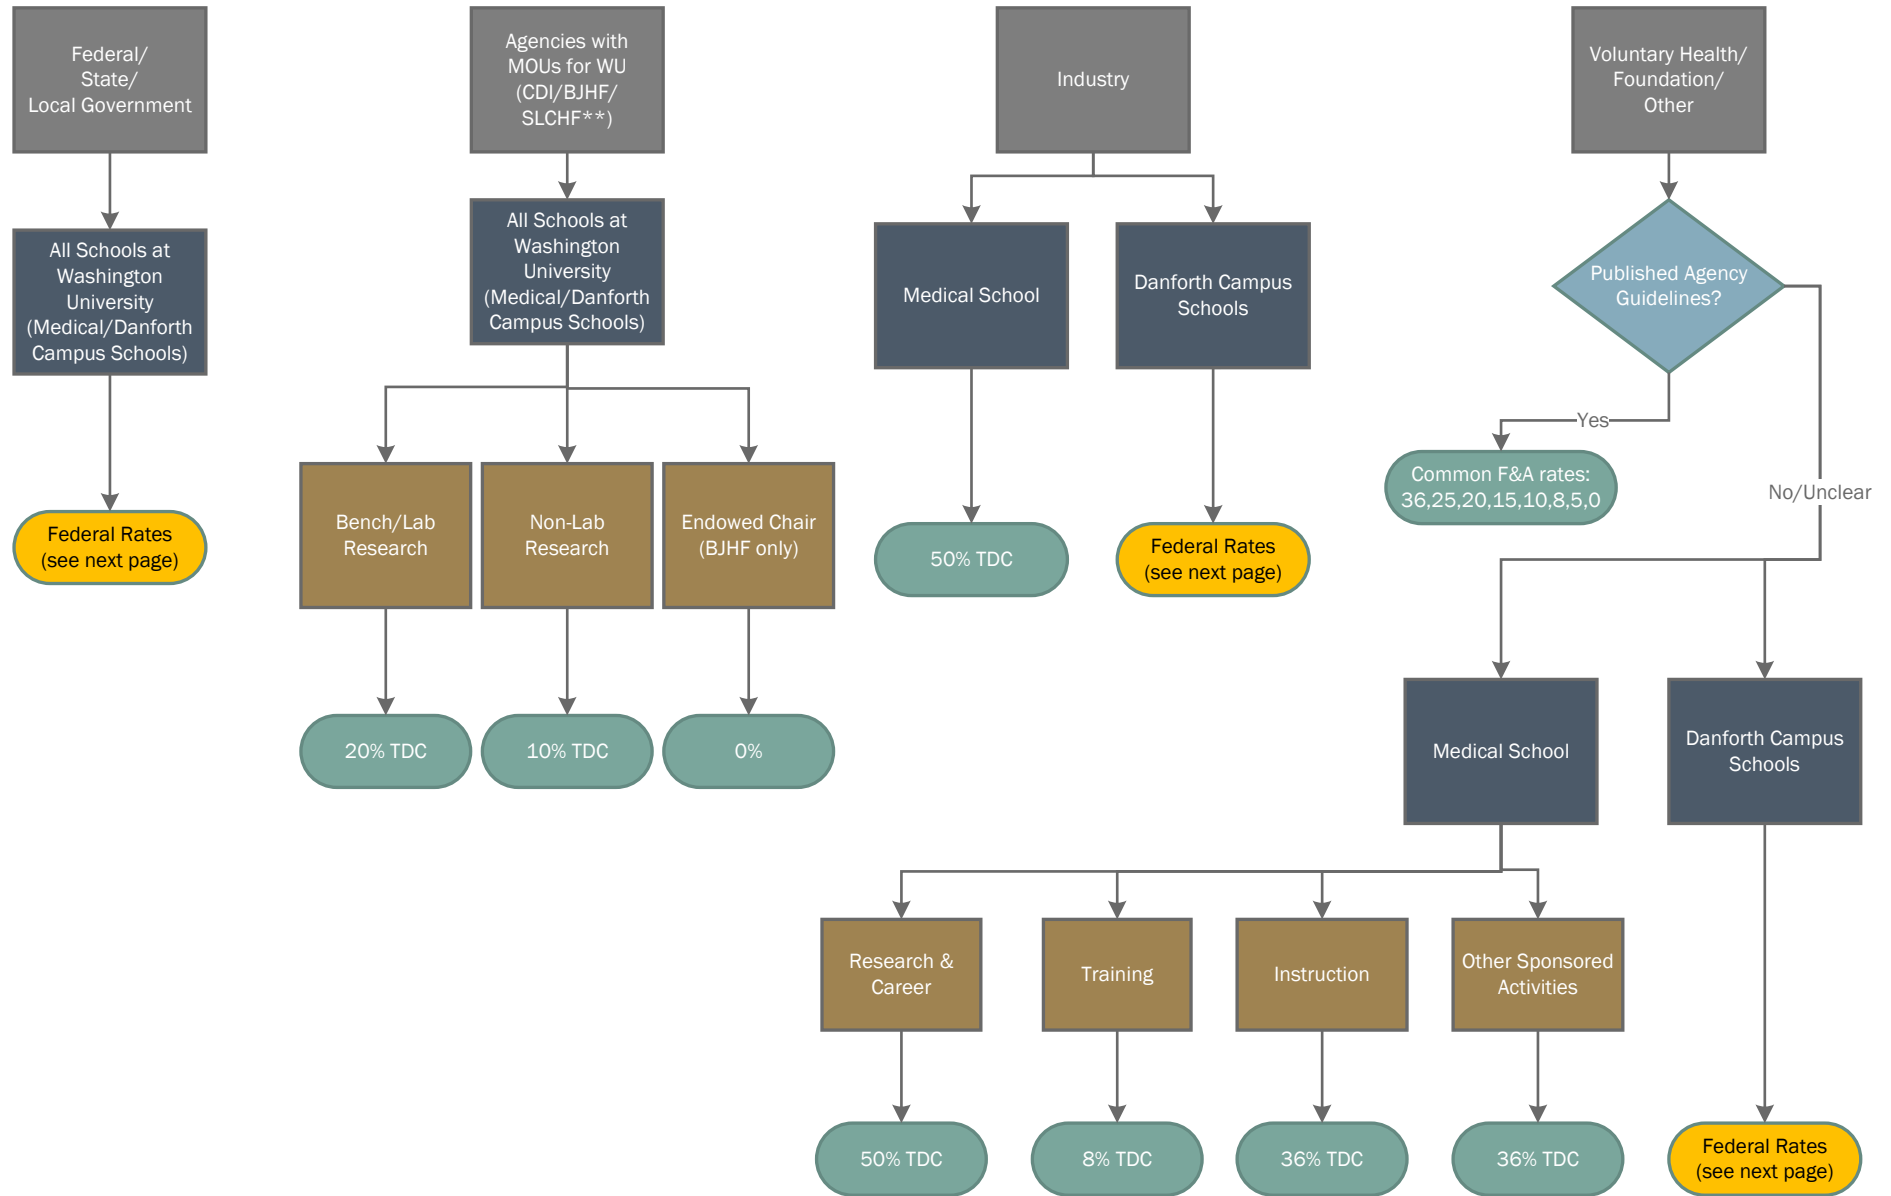 Federal/
State/
Local Government
Agencies with
MOUs for WU
(CDI/BJHF/
SLCHF**)
Industry
Voluntary Health/
Foundation/
Other
All Schools at
Washington
University
(Medical/Danforth
Campus Schools)
All Schools at
Washington
University
(Medical/Danforth
Campus Schools)
Medical School
Danforth Campus
Schools
Published Agency
Guidelines?
Yes
No/Unclear
Common F&A rates:
36,25,20,15,10,8,5,0
Federal Rates
(see next page)
Bench/Lab
Research
Non-Lab
Research
Endowed Chair
(BJHF only)
50% TDC
Federal Rates
(see next page)
20% TDC
10% TDC
0%
Medical School
Danforth Campus
Schools
Research &
Career
Training
Instruction
Other Sponsored
Activities
50% TDC
8% TDC
36% TDC
36% TDC
Federal Rates
(see next page)